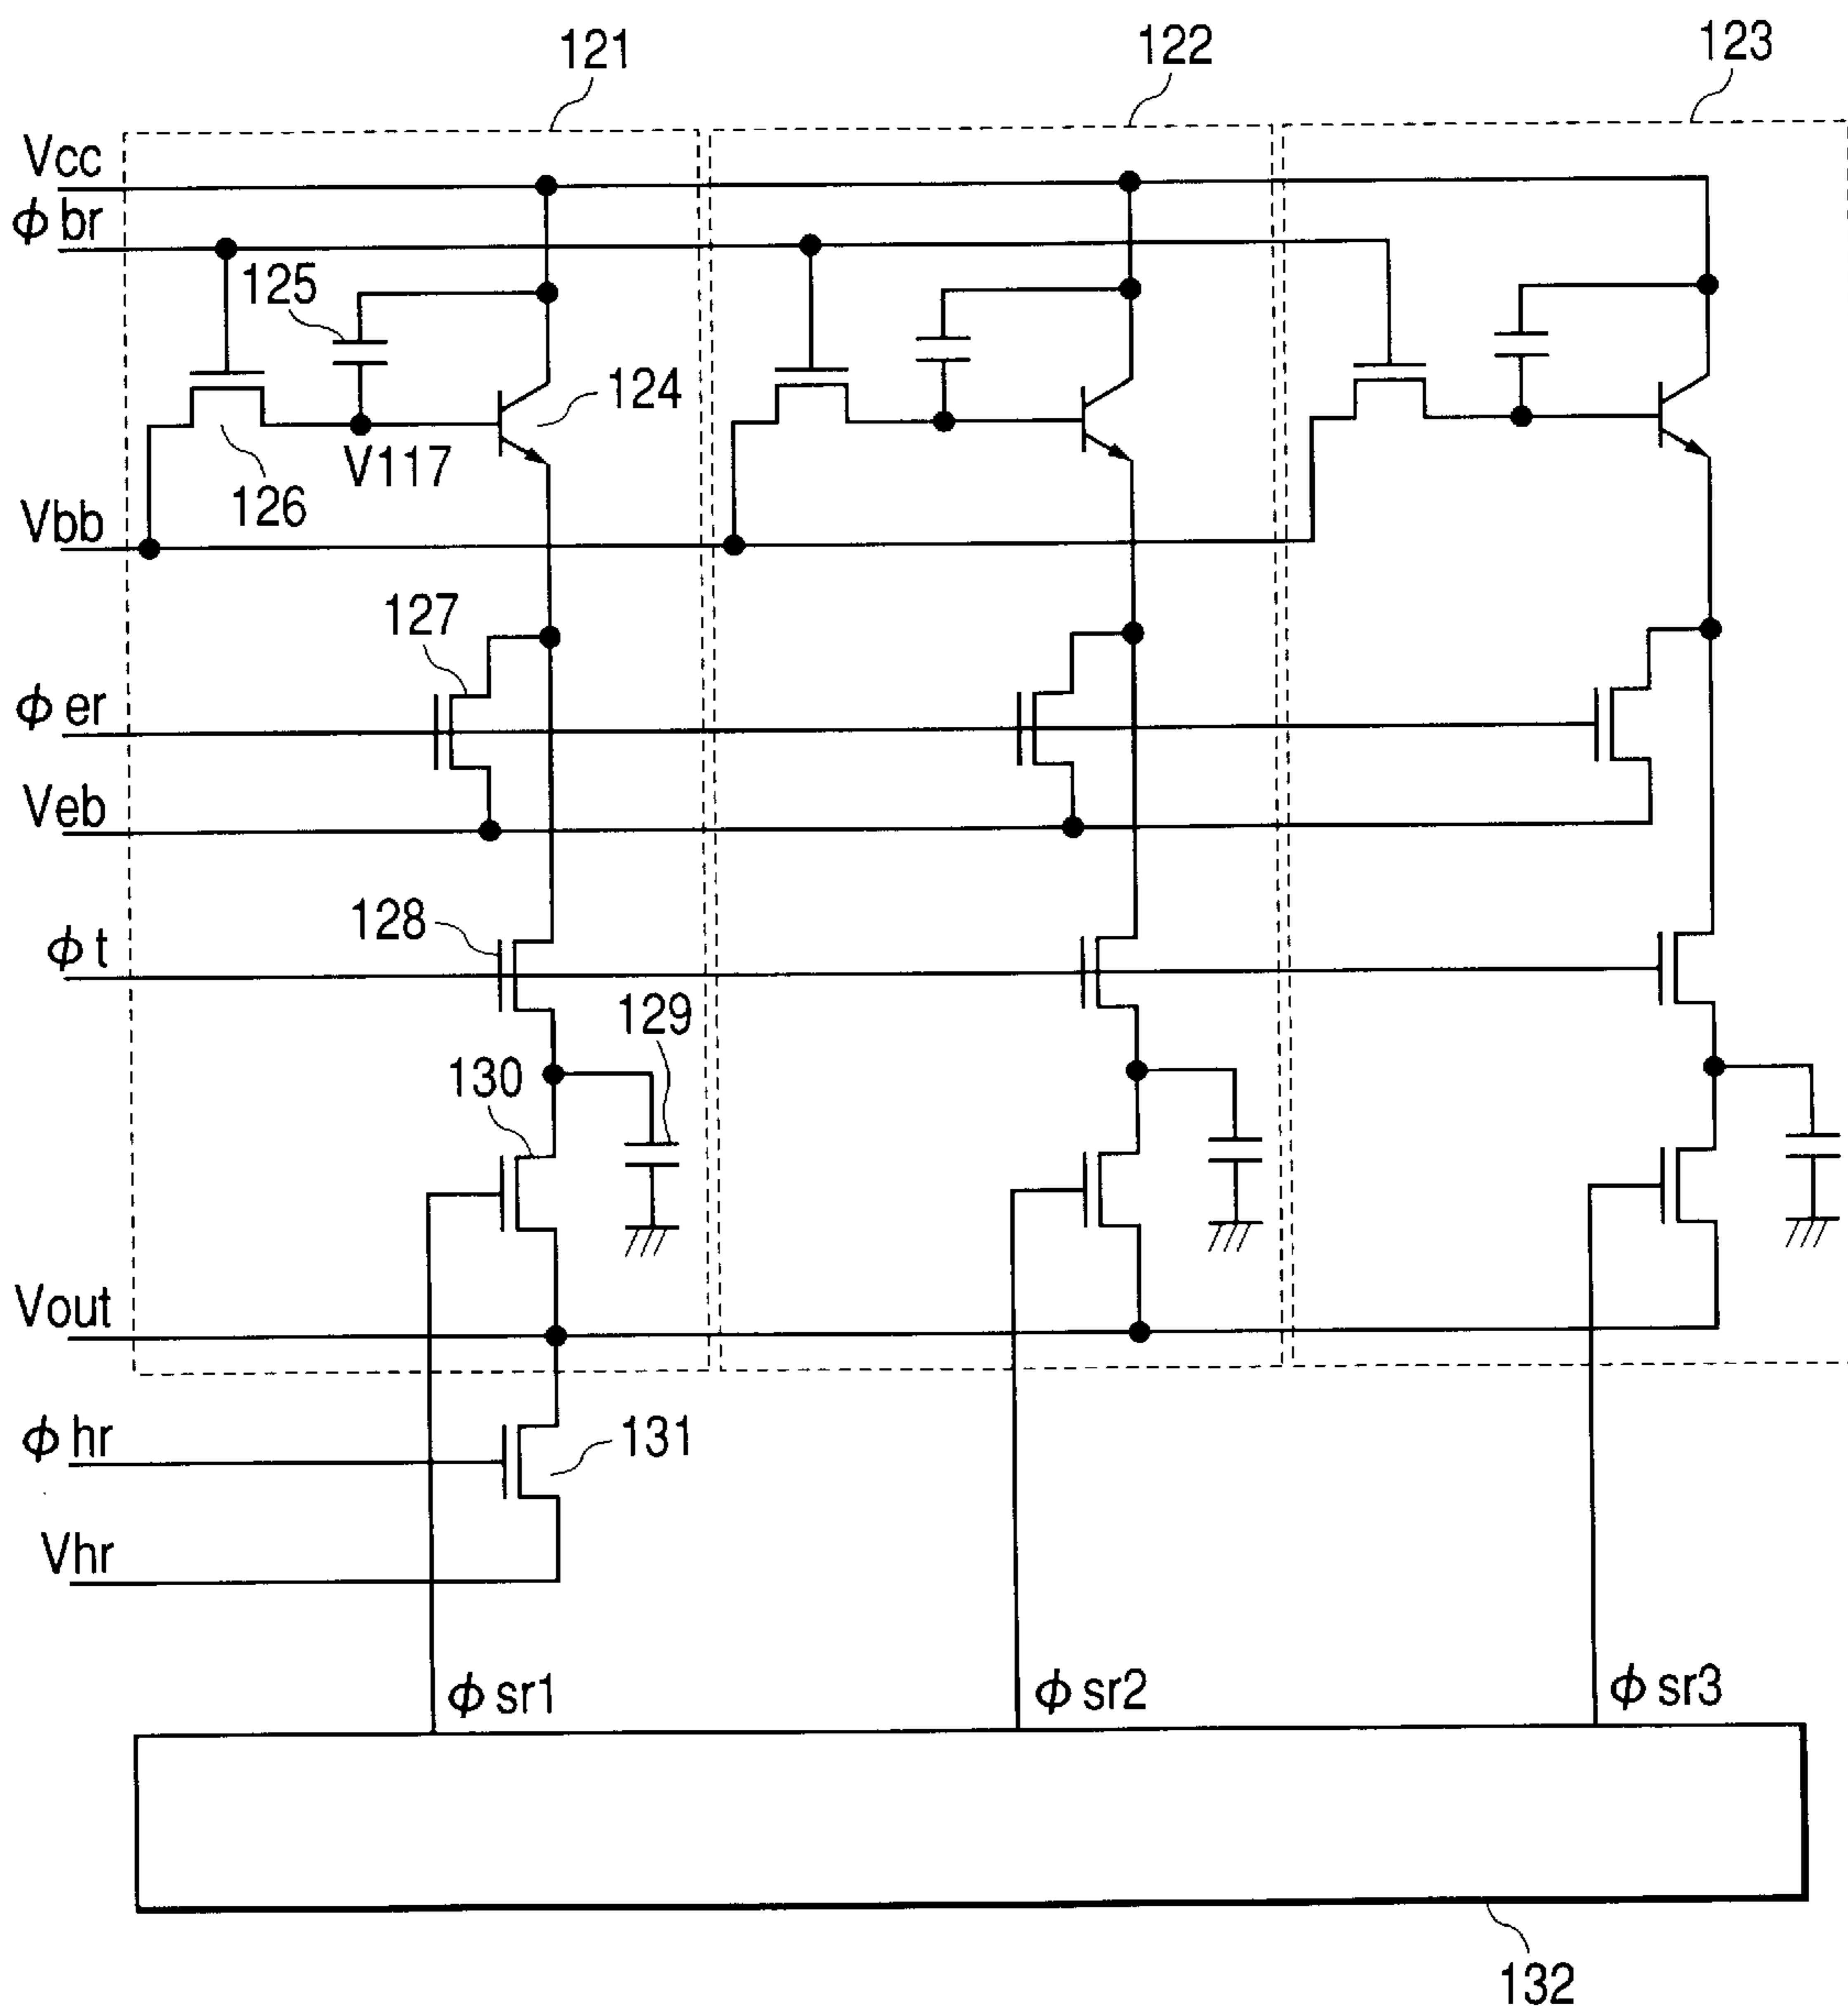 121
122
123
Vcc
ϕ br
125
124
V117
126
Vbb
127
ϕ er
Veb
128
ϕ t
129
130
Vout
ϕ hr
131
Vhr
ϕ sr1
ϕ sr2
ϕ sr3
132